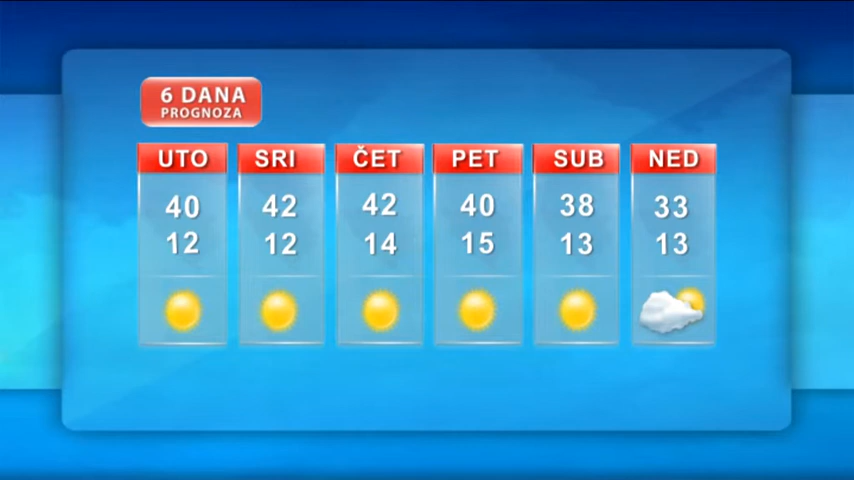 6 DANA
PROGNOZA
UTO SRI ČET PET SUB NED
40 42 42 40 38 33
12 12 14 15 13 13